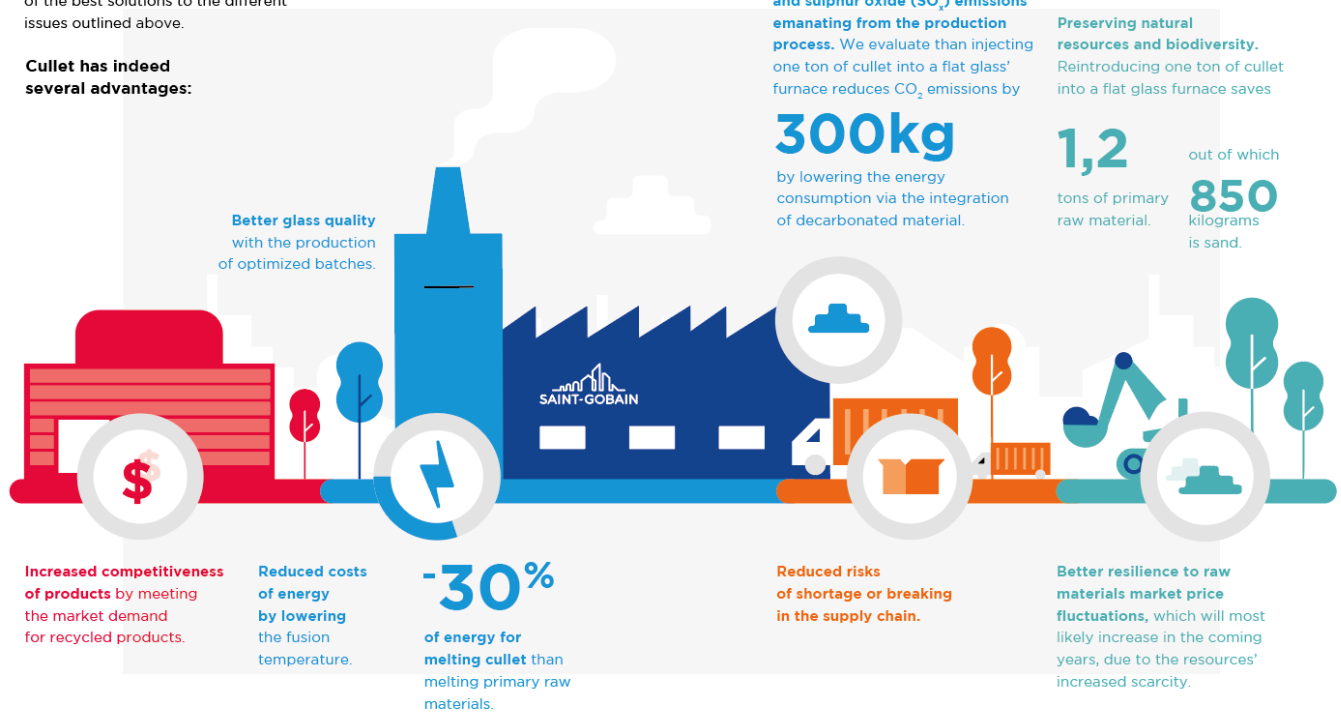 of the best solutions to the different
issues outlined above.
Cullet has indeed
several advantages:
and sulphur oxide (SOx) emissions
emanating from the production
process. We evaluate than injecting
one ton of cullet into a flat glass’
furnace reduces CO2 emissions by
300kg
by lowering the energy
consumption via the integration
of decarbonated material.
Preserving natural
resources and biodiversity.
Reintroducing one ton of cullet
into a flat glass furnace saves
1,2
tons of primary
raw material.
out of which
850
kilograms
is sand.
Better glass quality
with the production
of optimized batches.
SAINT-GOBAIN
$
Increased competitiveness
of products by meeting
the market demand
for recycled products.
Reduced costs
of energy
by lowering
the fusion
temperature.
-30%
of energy for
melting cullet than
melting primary raw
materials.
Reduced risks
of shortage or breaking
in the supply chain.
Better resilience to raw
materials market price
fluctuations, which will most
likely increase in the coming
years, due to the resources’
increased scarcity.